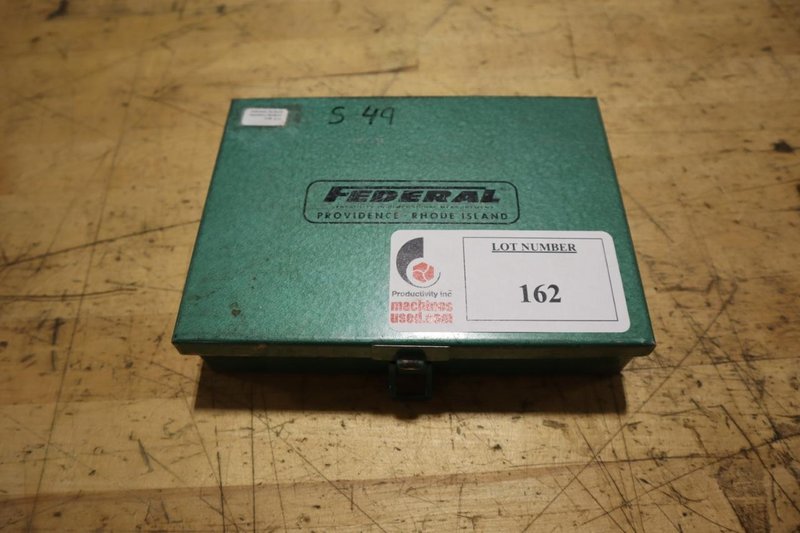 S 49
FEDERAL
PROVIDENCE - RHODE ISLAND
LOT NUMBER
162
Productivity Inc
machines
used.com